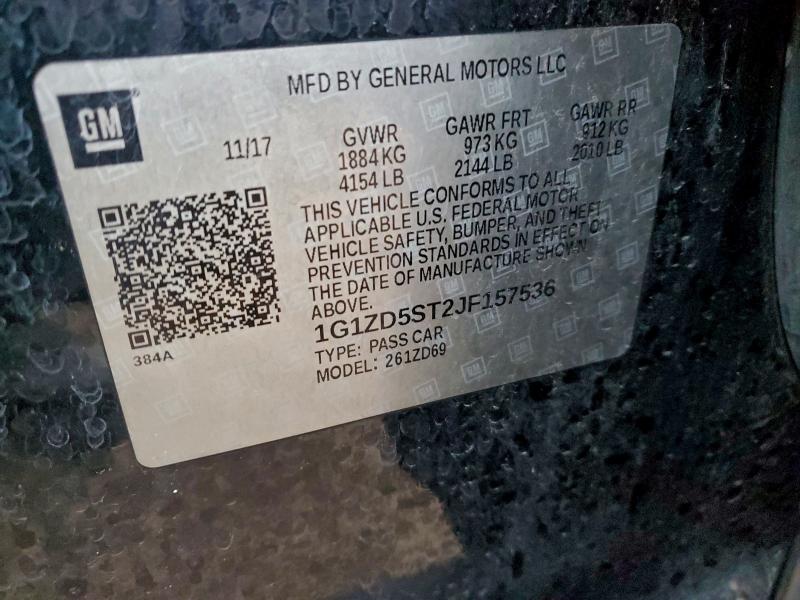 MFD BY GENERAL MOTORS LLC
GM
11/17
GVWR
1884 KG
4154 LB
GAWR FRT
973 KG
2144 LB
GAWR RR
912 KG
2010 LB
THIS VEHICLE CONFORMS TO ALL
APPLICABLE U.S. FEDERAL MOTOR
VEHICLE SAFETY, BUMPER, AND THEFT
PREVENTION STANDARDS IN EFFECT ON
THE DATE OF MANUFACTURE SHOWN
ABOVE.
1G1ZD5ST2JF157536
TYPE: PASS CAR
MODEL: 261ZD69
384A